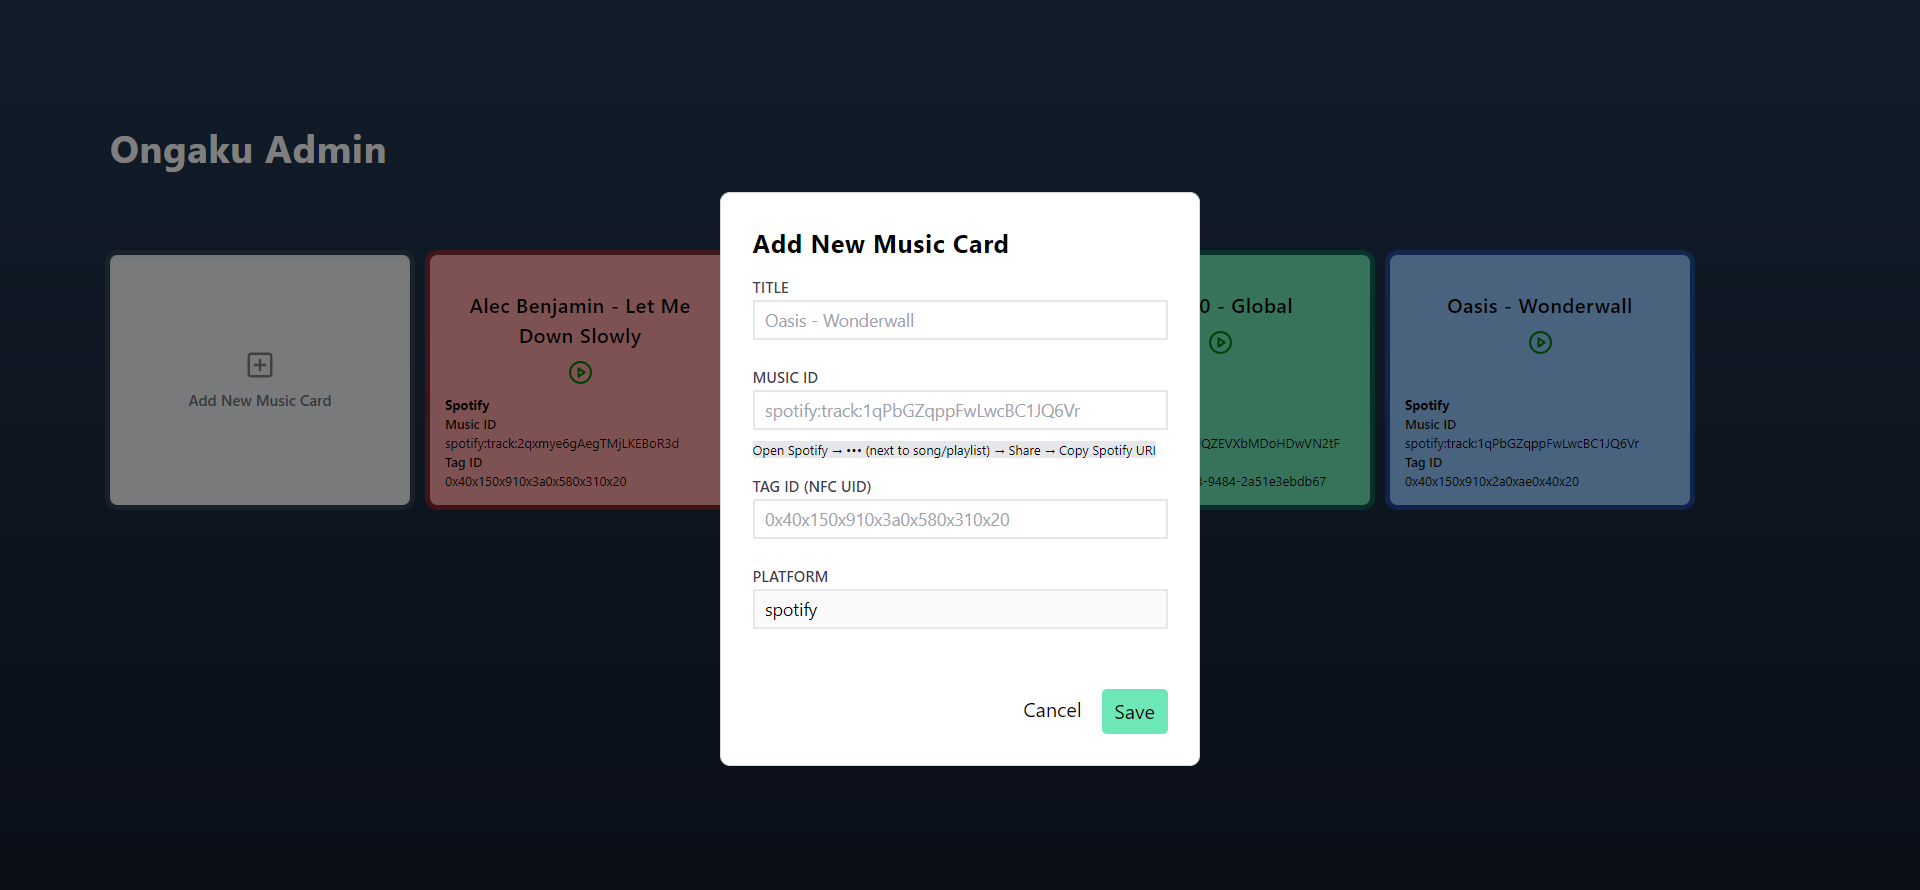 Ongaku Admin
Add New Music Card
Alec Benjamin - Let Me
Down Slowly
Spotify
Music ID
spotify:track:2qxmye6gAegTMjLKEBoR3d
Tag ID
0x40x150x910x3a0x580x310x20
Add New Music Card
TITLE
Oasis - Wonderwall
MUSIC ID
spotify:track:1qPbGZqppFwLwcBC1JQ6Vr
Open Spotify → ••• (next to song/playlist) → Share → Copy Spotify URI
TAG ID (NFC UID)
0x40x150x910x3a0x580x310x20
PLATFORM
spotify
Cancel
Save
0 - Global
QZEVXbMDoHDwVN2tF
-9484-2a51e3ebdb67
Oasis - Wonderwall
Spotify
Music ID
spotify:track:1qPbGZqppFwLwcBC1JQ6Vr
Tag ID
0x40x150x910x2a0xae0x40x20